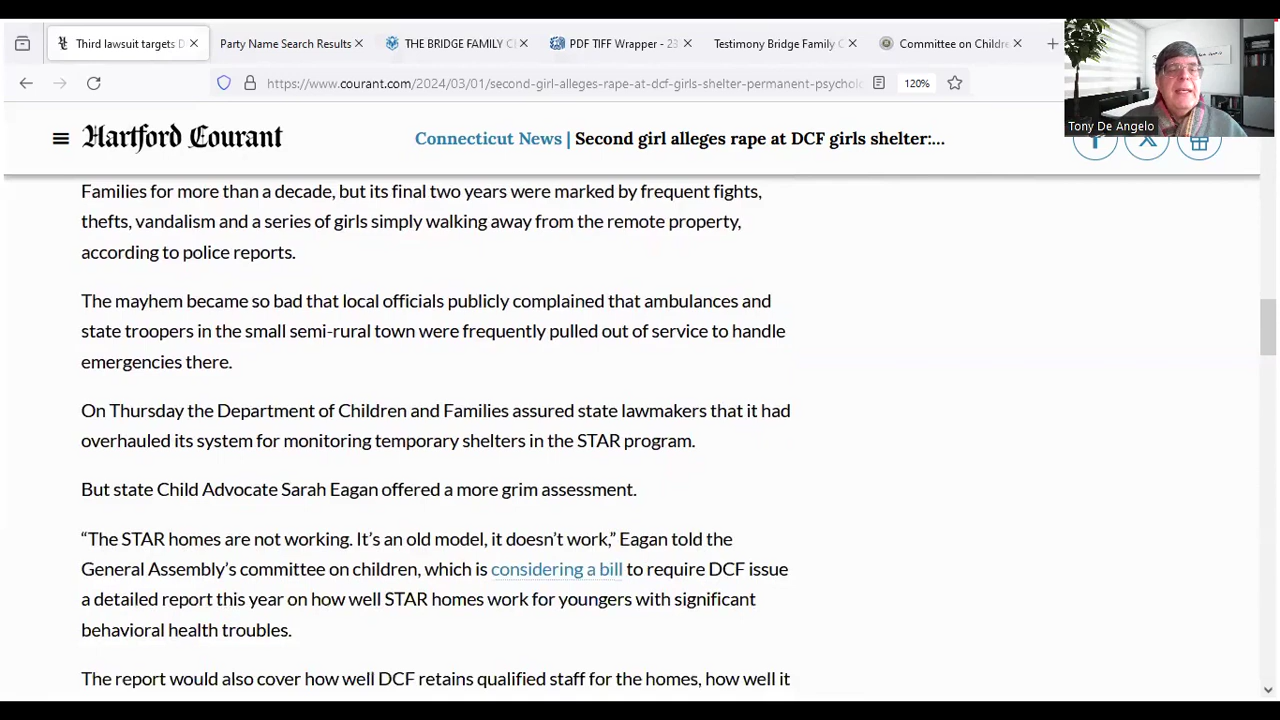 Third lawsuit targets D
Party Name Search Results
THE BRIDGE FAMILY C
PDF TIFF Wrapper - 23
Testimony Bridge Family C
Committee on Childre
https://www.courant.com/2024/03/01/second-girl-alleges-rape-at-dcf-girls-shelter-permanent-psycholo
120%
Tony De Angelo
Hartford Courant
Connecticut News | Second girl alleges rape at DCF girls shelter:...
Families for more than a decade, but its final two years were marked by frequent fights,
thefts, vandalism and a series of girls simply walking away from the remote property,
according to police reports.
The mayhem became so bad that local officials publicly complained that ambulances and
state troopers in the small semi-rural town were frequently pulled out of service to handle
emergencies there.
On Thursday the Department of Children and Families assured state lawmakers that it had
overhauled its system for monitoring temporary shelters in the STAR program.
But state Child Advocate Sarah Eagan offered a more grim assessment.
“The STAR homes are not working. It’s an old model, it doesn’t work,” Eagan told the
General Assembly’s committee on children, which is considering a bill to require DCF issue
a detailed report this year on how well STAR homes work for youngers with significant
behavioral health troubles.
The report would also cover how well DCF retains qualified staff for the homes, how well it